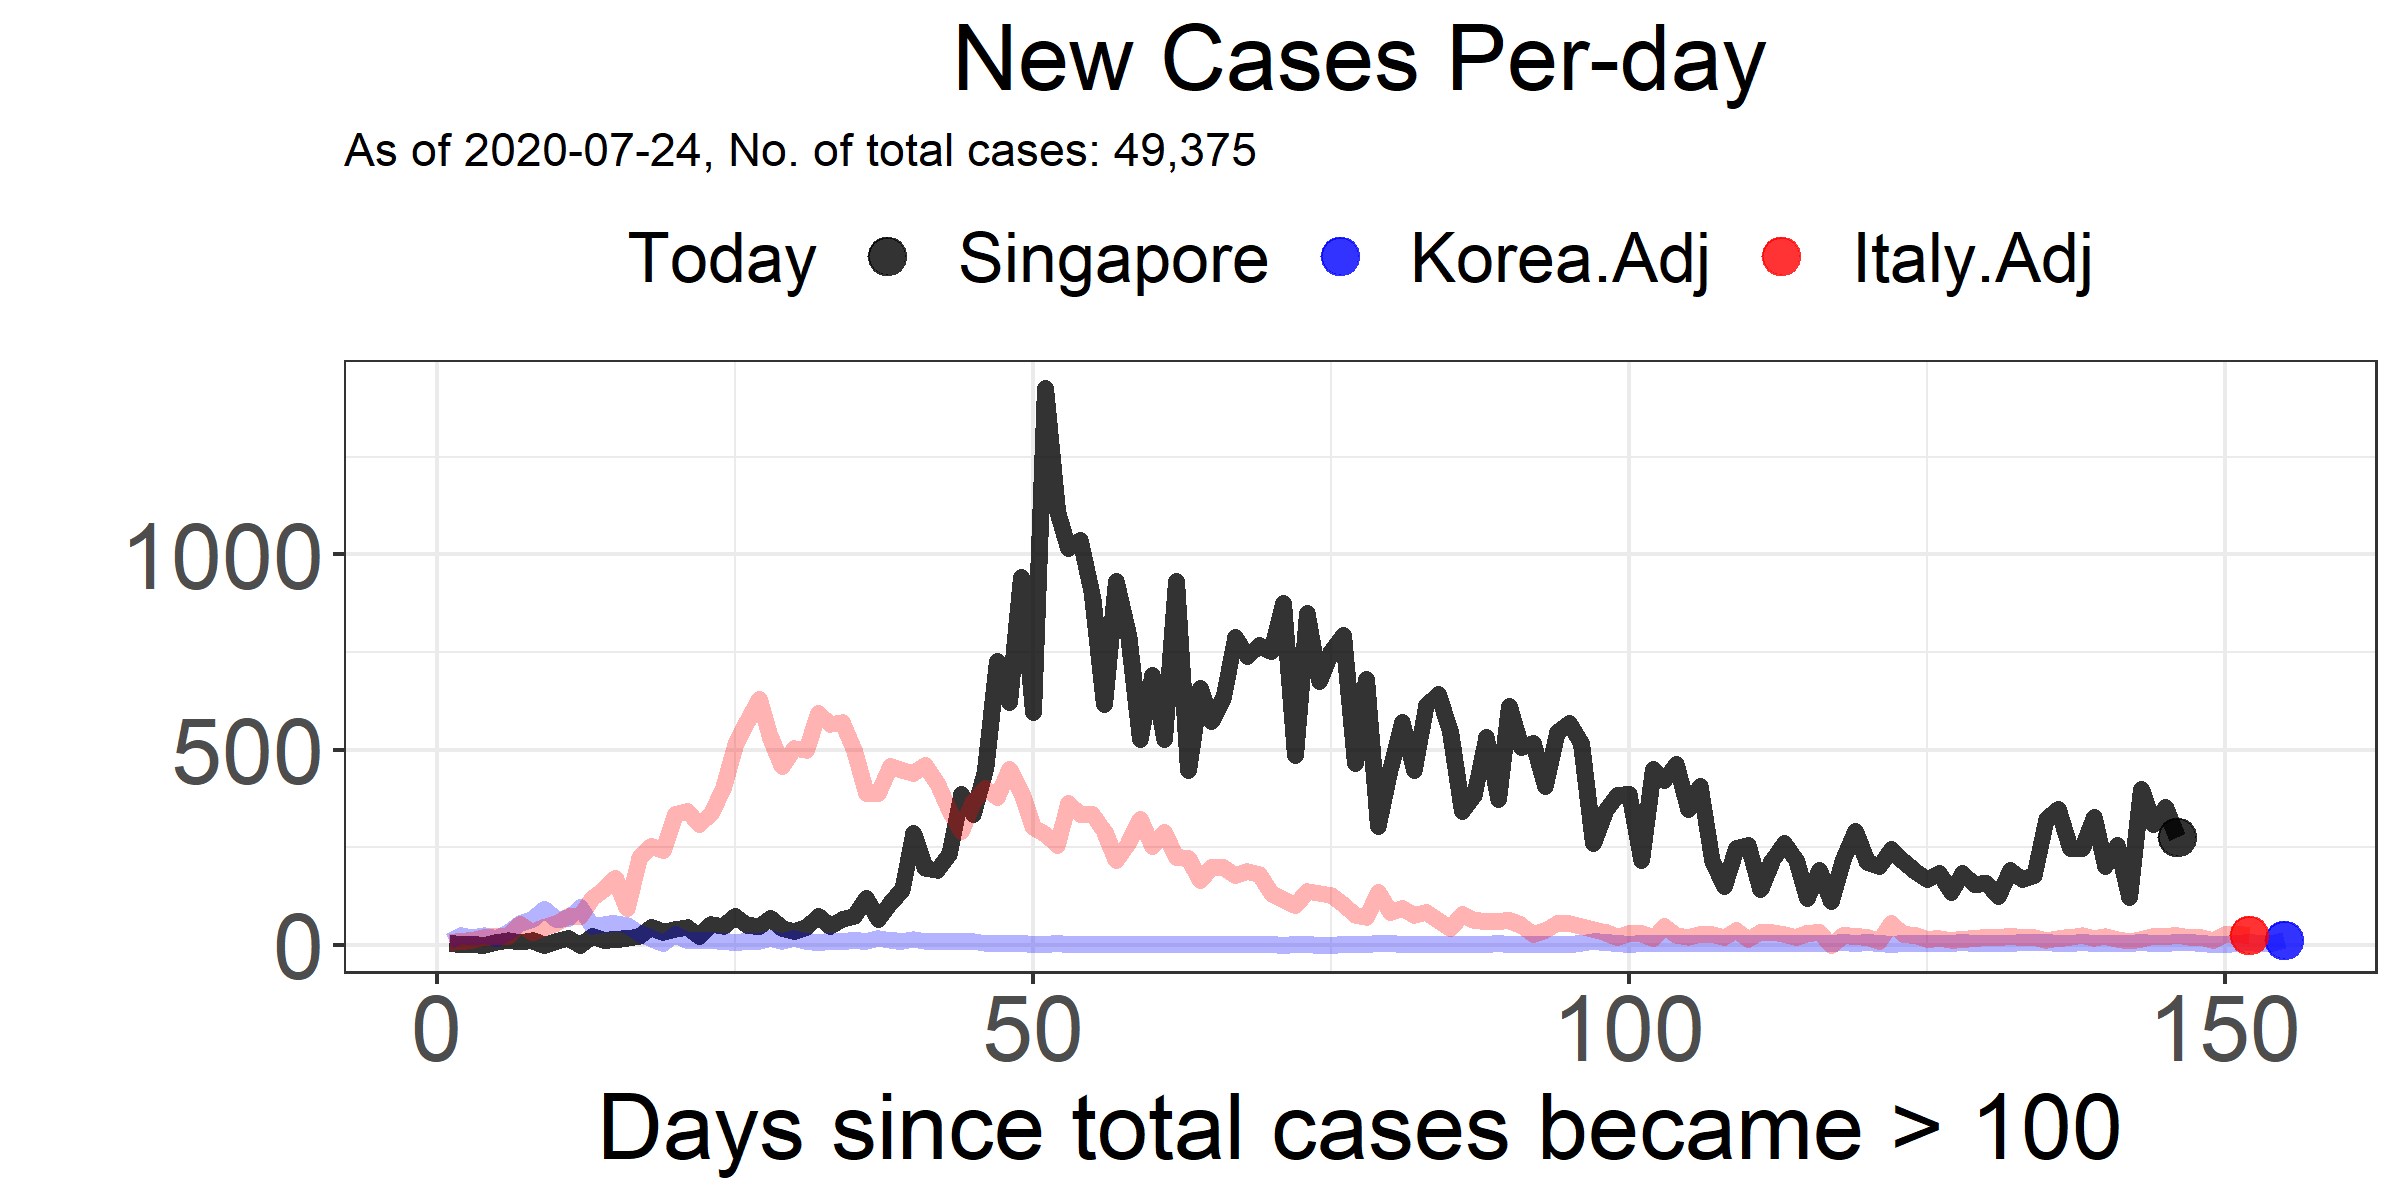 New Cases Per-day
As of 2020-07-24, No. of total cases: 49,375
Today Singapore Korea.Adj Italy.Adj
1000
500
0
0 50 100 150
Days since total cases became > 100